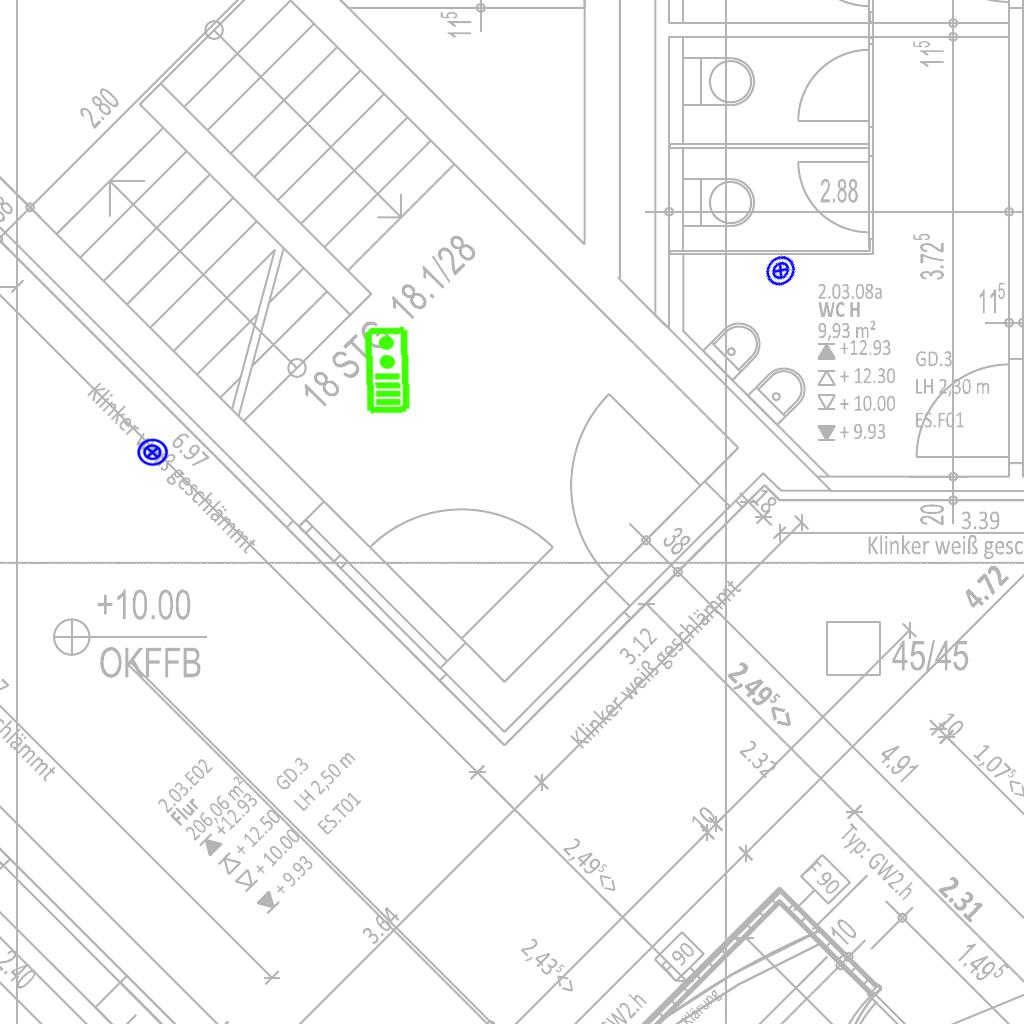 11⁵
2.80
11⁵
2.88
3.72⁵
11⁵
18 STG 18.1/28
2.03.08a
WC H
9,93 m²
+12.93
+ 12.30
+ 10.00
+ 9.93
GD.3
LH 2,30 m
ES.F01
6.97
Klinker weiß geschlämmt
18
38
20
3.39
Klinker weiß gesc
4.72
+10.00
OKFFB
3.12
Klinker weiß geschlämmt
45/45
2,49⁵<>
2.32
4.91
10
1,07⁵<>
chlämmt
2.03.E02
Flur
206,06 m²
+12.93
+ 12.50
+ 10.00
+ 9.93
GD.3
LH 2,50 m
ES.T01
10
2,49⁵<>
Typ: GW2.h
F 90
2.31
10
3.64
2,43⁵<>
1.49⁵
2.40
GW2.h
Klärung